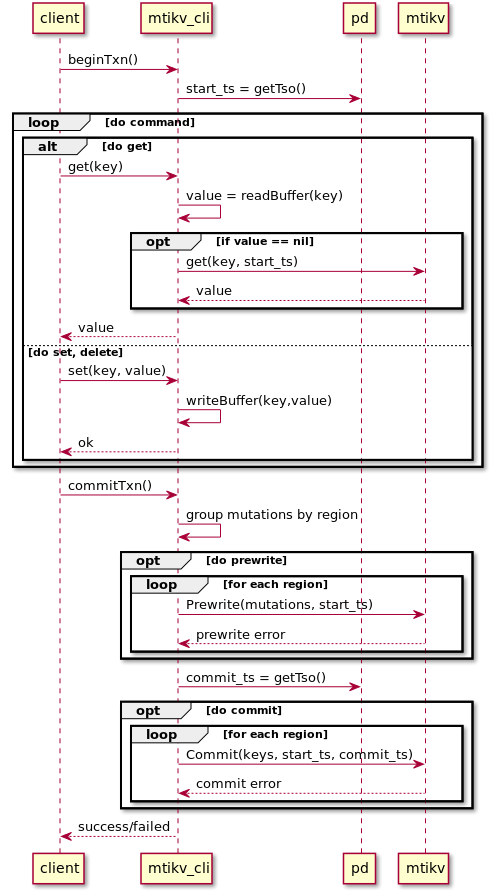 client mtikv_cli pd mtikv
beginTxn()
start_ts = getTso()
loop [do command]
alt [do get]
get(key)
value = readBuffer(key)
opt [if value == nil]
get(key, start_ts)
value
value
[do set, delete]
set(key, value)
writeBuffer(key,value)
ok
commitTxn()
group mutations by region
opt [do prewrite]
loop [for each region]
Prewrite(mutations, start_ts)
prewrite error
commit_ts = getTso()
opt [do commit]
loop [for each region]
Commit(keys, start_ts, commit_ts)
commit error
success/failed
client mtikv_cli pd mtikv